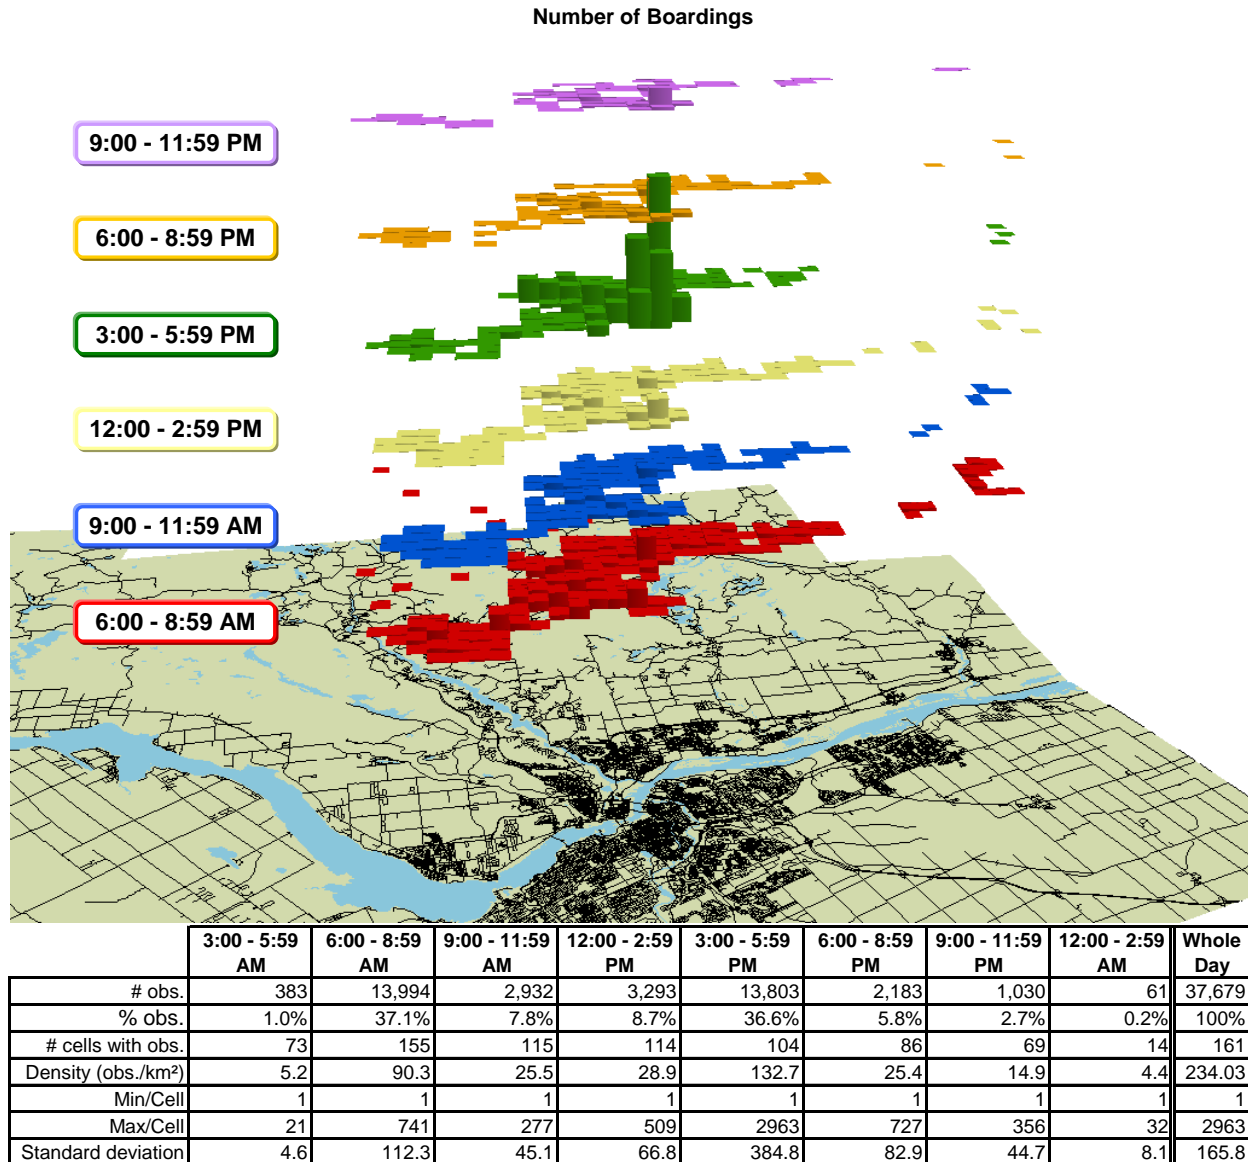 Number of Boardings
9:00 - 11:59 PM
6:00 - 8:59 PM
3:00 - 5:59 PM
12:00 - 2:59 PM
9:00 - 11:59 AM
6:00 - 8:59 AM
3:00 - 5:59 AM 6:00 - 8:59 AM 9:00 - 11:59 AM 12:00 - 2:59 PM 3:00 - 5:59 PM 6:00 - 8:59 PM 9:00 - 11:59 PM 12:00 - 2:59 AM Whole Day
# obs. 383 13,994 2,932 3,293 13,803 2,183 1,030 61 37,679
% obs. 1.0% 37.1% 7.8% 8.7% 36.6% 5.8% 2.7% 0.2% 100%
# cells with obs. 73 155 115 114 104 86 69 14 161
Density (obs./km²) 5.2 90.3 25.5 28.9 132.7 25.4 14.9 4.4 234.03
Min/Cell 1 1 1 1 1 1 1 1 1
Max/Cell 21 741 277 509 2963 727 356 32 2963
Standard deviation 4.6 112.3 45.1 66.8 384.8 82.9 44.7 8.1 165.8